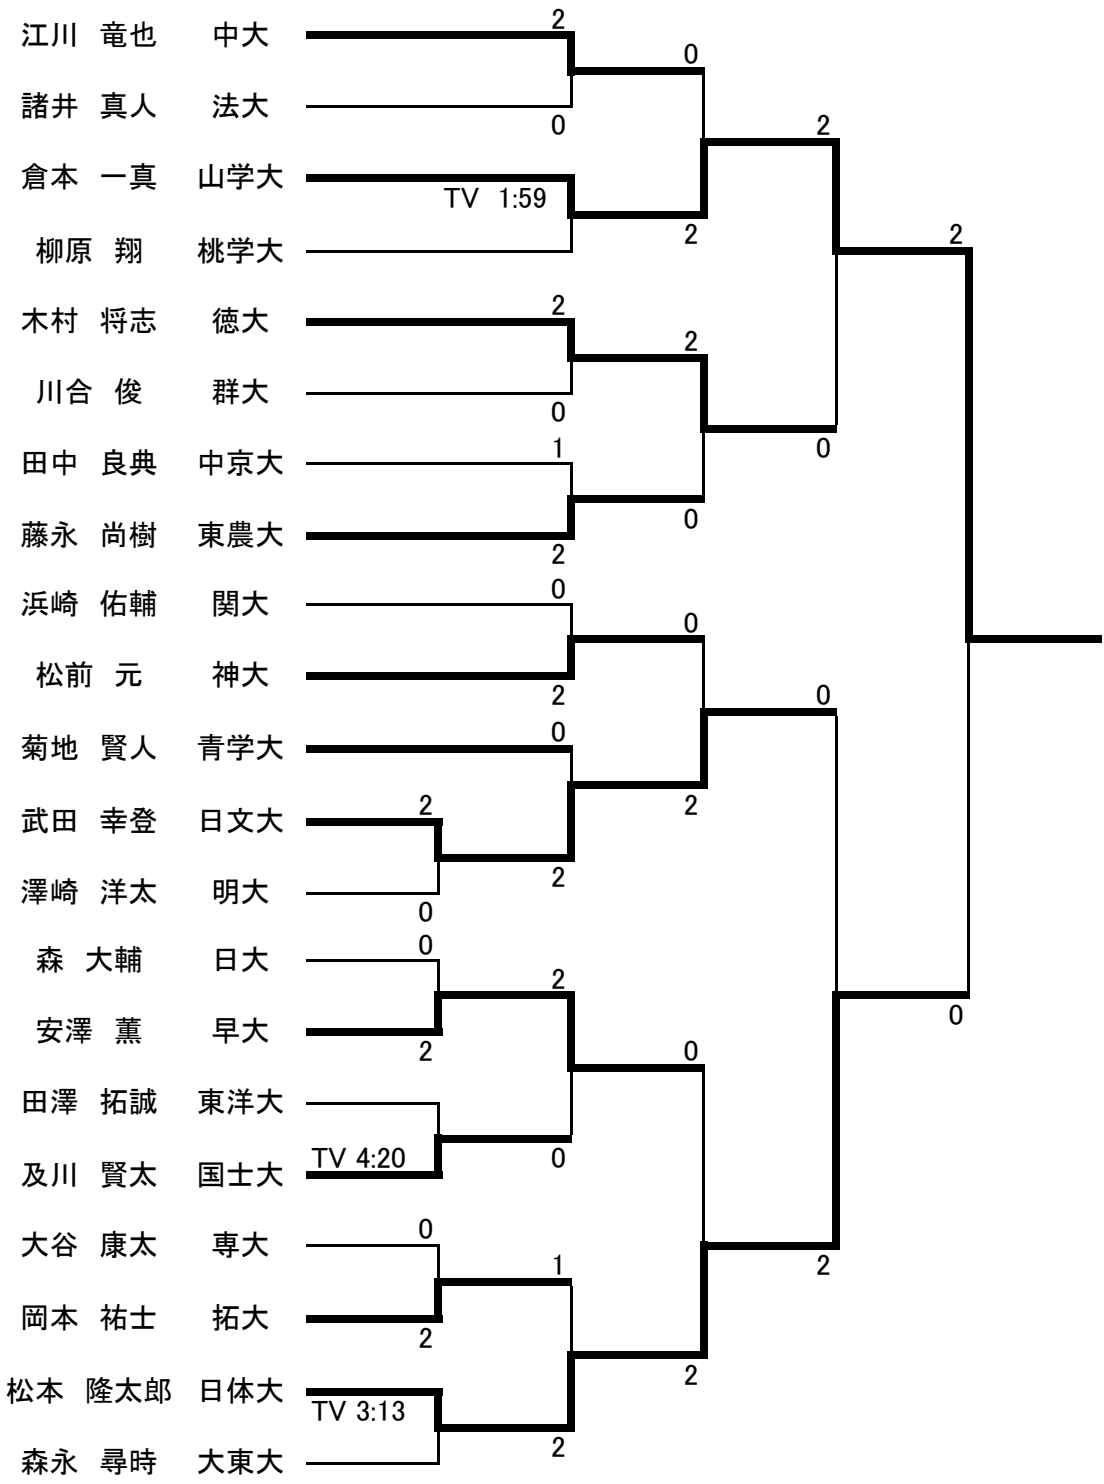 2
江川 竜也 中大
0
諸井 真人 法大
0
2
倉本 一真 山学大
TV 1:59
2
2
柳原 翔 桃学大
2
木村 将志 徳大
2
川合 俊 群大
0
1
0
田中 良典 中京大
0
藤永 尚樹 東農大
2
0
浜崎 佑輔 関大
0
松前 元 神大
2
0
0
菊地 賢人 青学大
2
2
武田 幸登 日文大
2
澤崎 洋太 明大
0
0
森 大輔 日大
2
0
安澤 薫 早大
2
0
田澤 拓誠 東洋大
TV 4:20
0
及川 賢太 国士大
0
大谷 康太 専大
1
2
岡本 祐士 拓大
2
2
松本 隆太郎 日体大
TV 3:13
2
森永 尋時 大東大